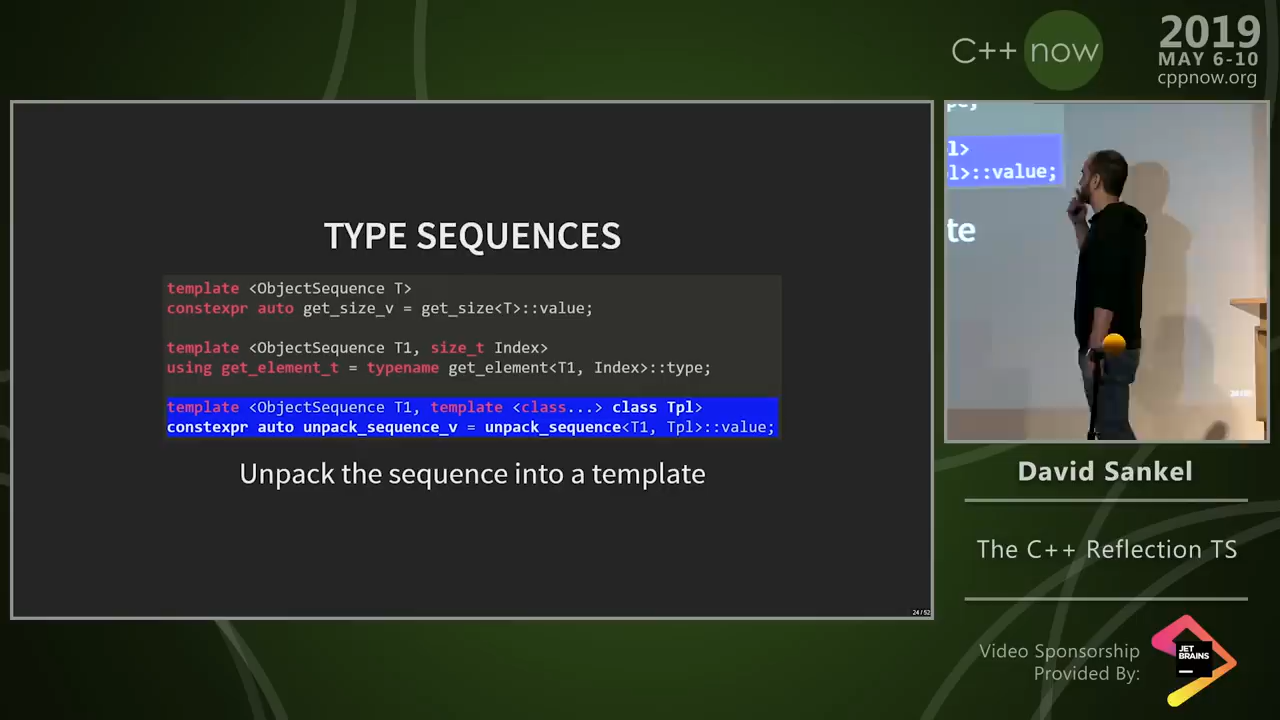 C++ now
2019
MAY 6-10
cppnow.org
TYPE SEQUENCES
template <ObjectSequence T>
constexpr auto get_size_v = get_size<T>::value;
template <ObjectSequence T1, size_t Index>
using get_element_t = typename get_element<T1, Index>::type;
template <ObjectSequence T1, template <class...> class Tpl>
constexpr auto unpack_sequence_v = unpack_sequence<T1, Tpl>::value;
Unpack the sequence into a template
24 / 52
l>
l>::value;
te
David Sankel
The C++ Reflection TS
Video Sponsorship
Provided By:
JET
BRAINS